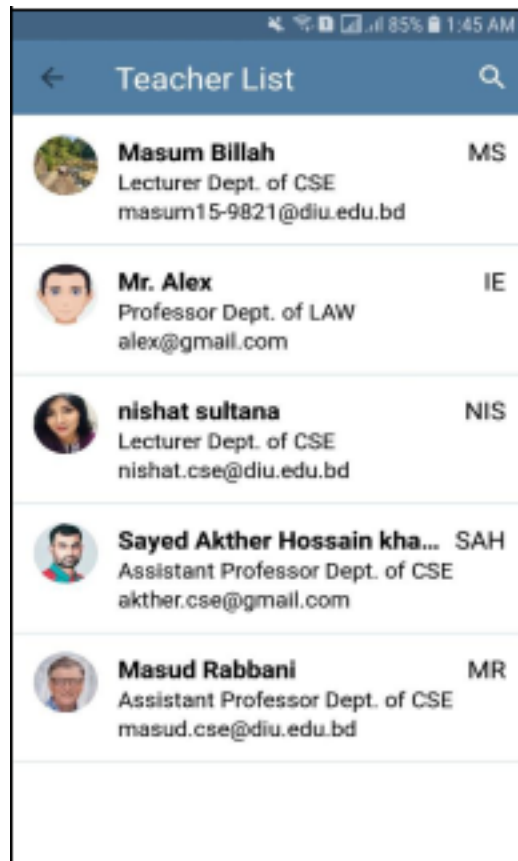 85% 1:45 AM
Teacher List
Masum Billah MS
Lecturer Dept. of CSE
masum15-9821@diu.edu.bd
Mr. Alex IE
Professor Dept. of LAW
alex@gmail.com
nishat sultana NIS
Lecturer Dept. of CSE
nishat.cse@diu.edu.bd
Sayed Akther Hossain kha... SAH
Assistant Professor Dept. of CSE
akther.cse@gmail.com
Masud Rabbani MR
Assistant Professor Dept. of CSE
masud.cse@diu.edu.bd